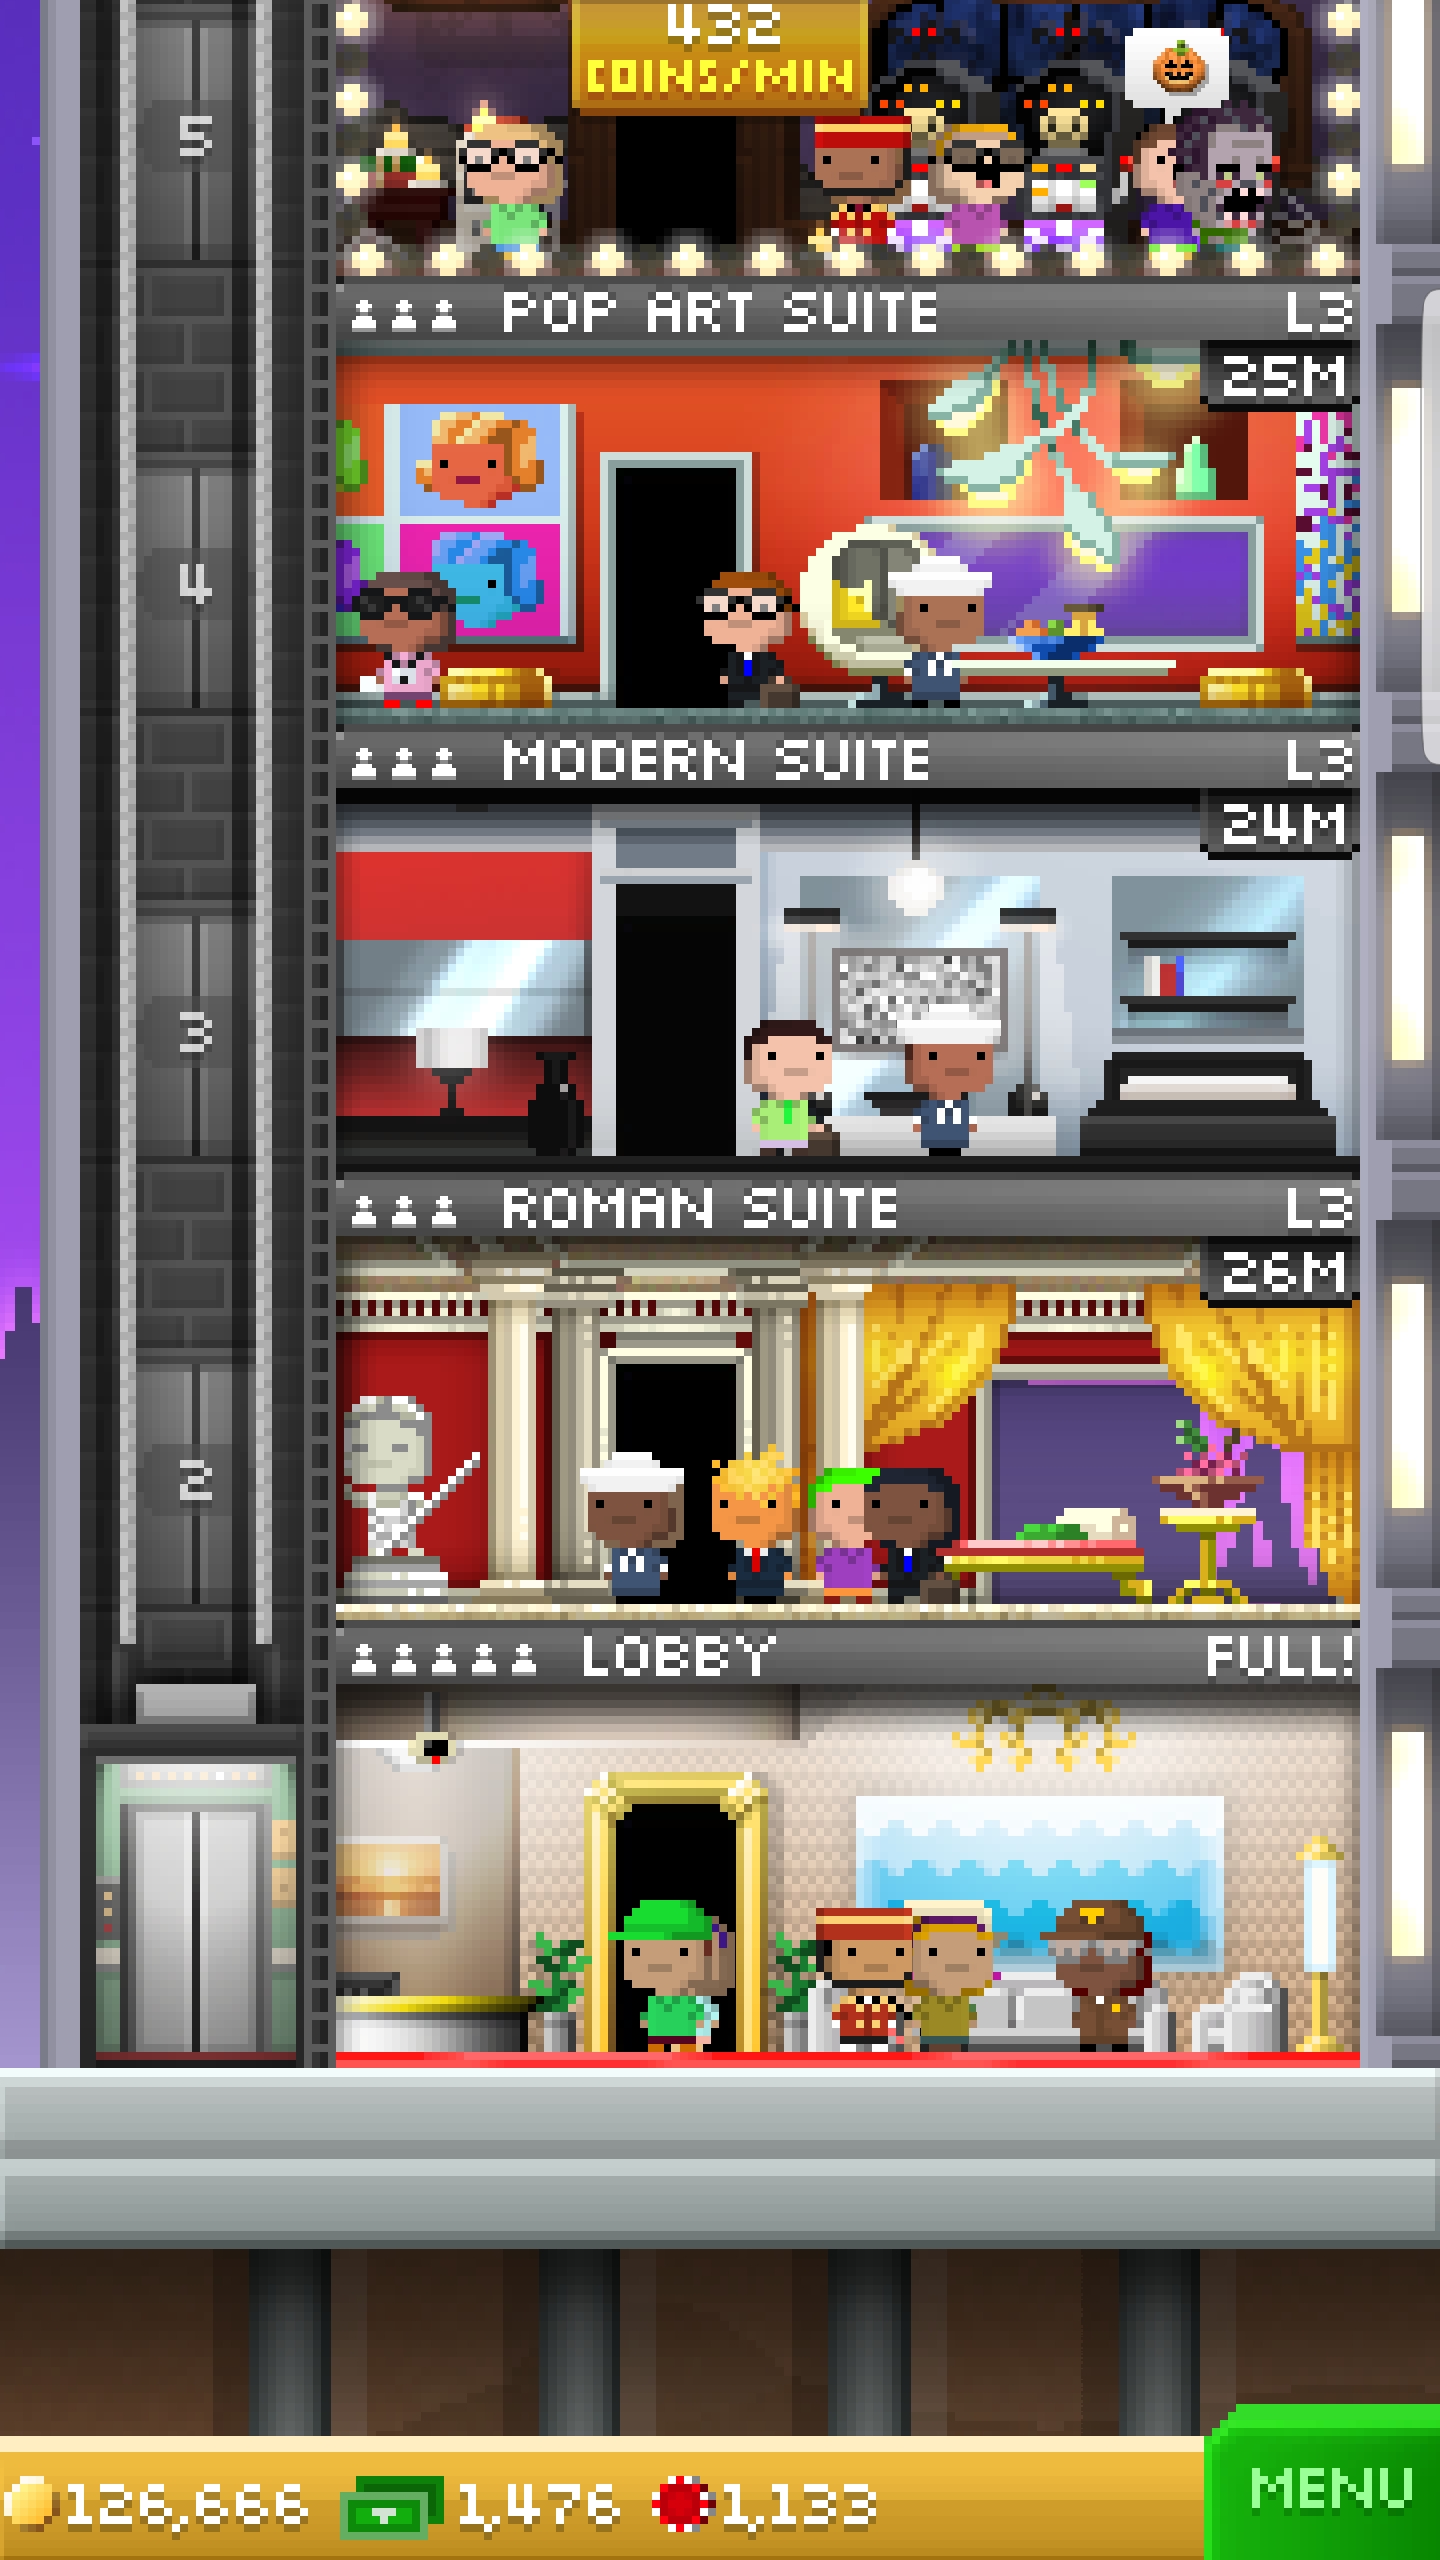 432
COINS/MIN
5
POP ART SUITE L3
25M
4
MODERN SUITE L3
24M
3
ROMAN SUITE L3
26M
2
LOBBY FULL!
126,666 1,476 1,133
MENU